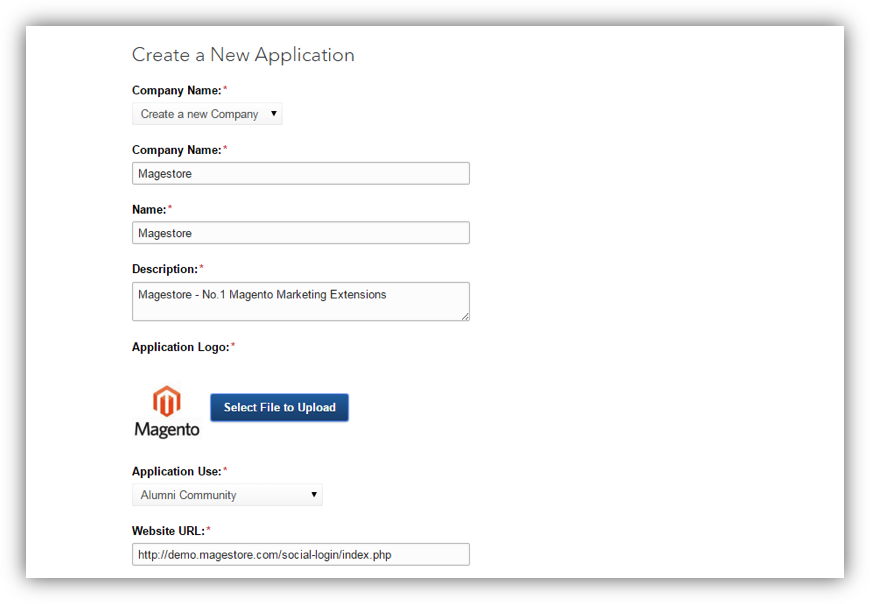 Create a New Application
Company Name:*
Create a new Company
Company Name:*
Magestore
Name:*
Magestore
Description:*
Magestore - No.1 Magento Marketing Extensions
Application Logo:*
Select File to Upload
Magento
Application Use:*
Alumni Community
Website URL:*
http://demo.magestore.com/social-login/index.php